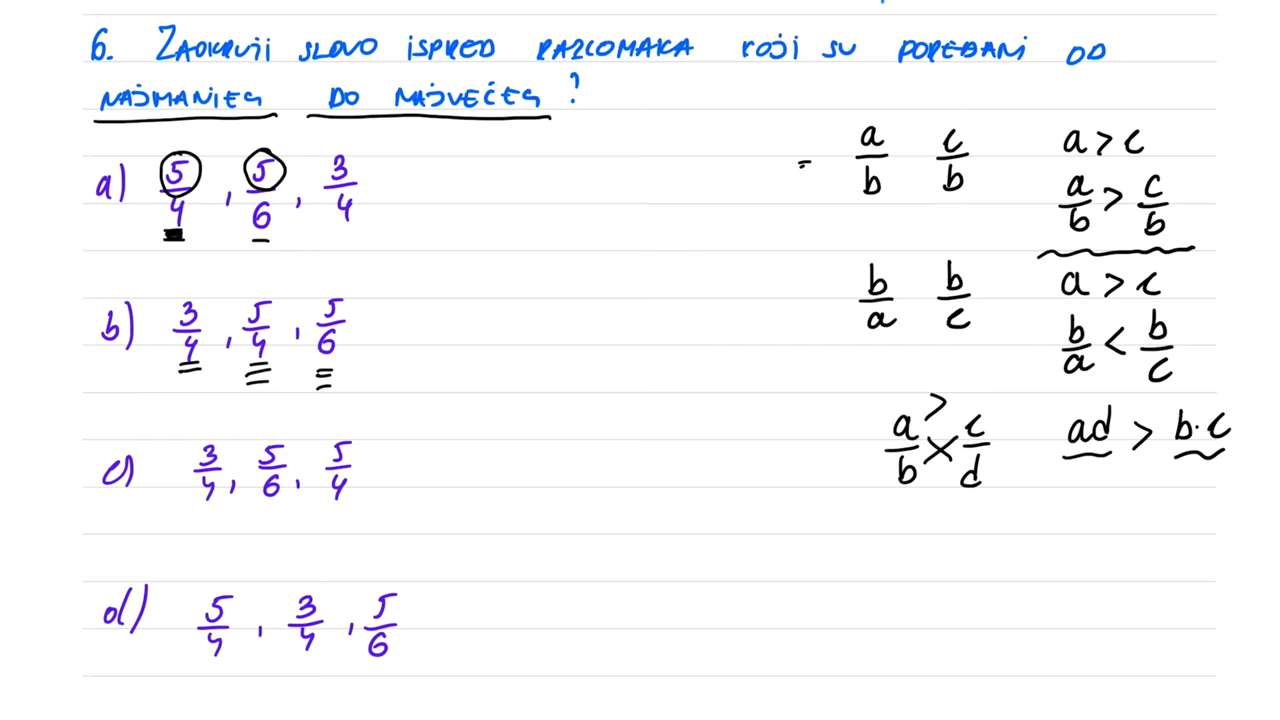 6. ZAOKRUŽI SLOVO ISPRED RAZLOMAKA KOJI SU POREĐANI OD
NAJMANJEG DO NAJVEĆEG ?
a) 5/4 , 5/6 , 3/4
b) 3/4 , 5/4 , 5/6
c) 3/4 , 5/6 , 5/4
d) 5/4 , 3/4 , 5/6
a/b c/b a > c
a/b > c/b
b/a b/c a > c
b/a < b/c
a/b > c/d ad > b·c